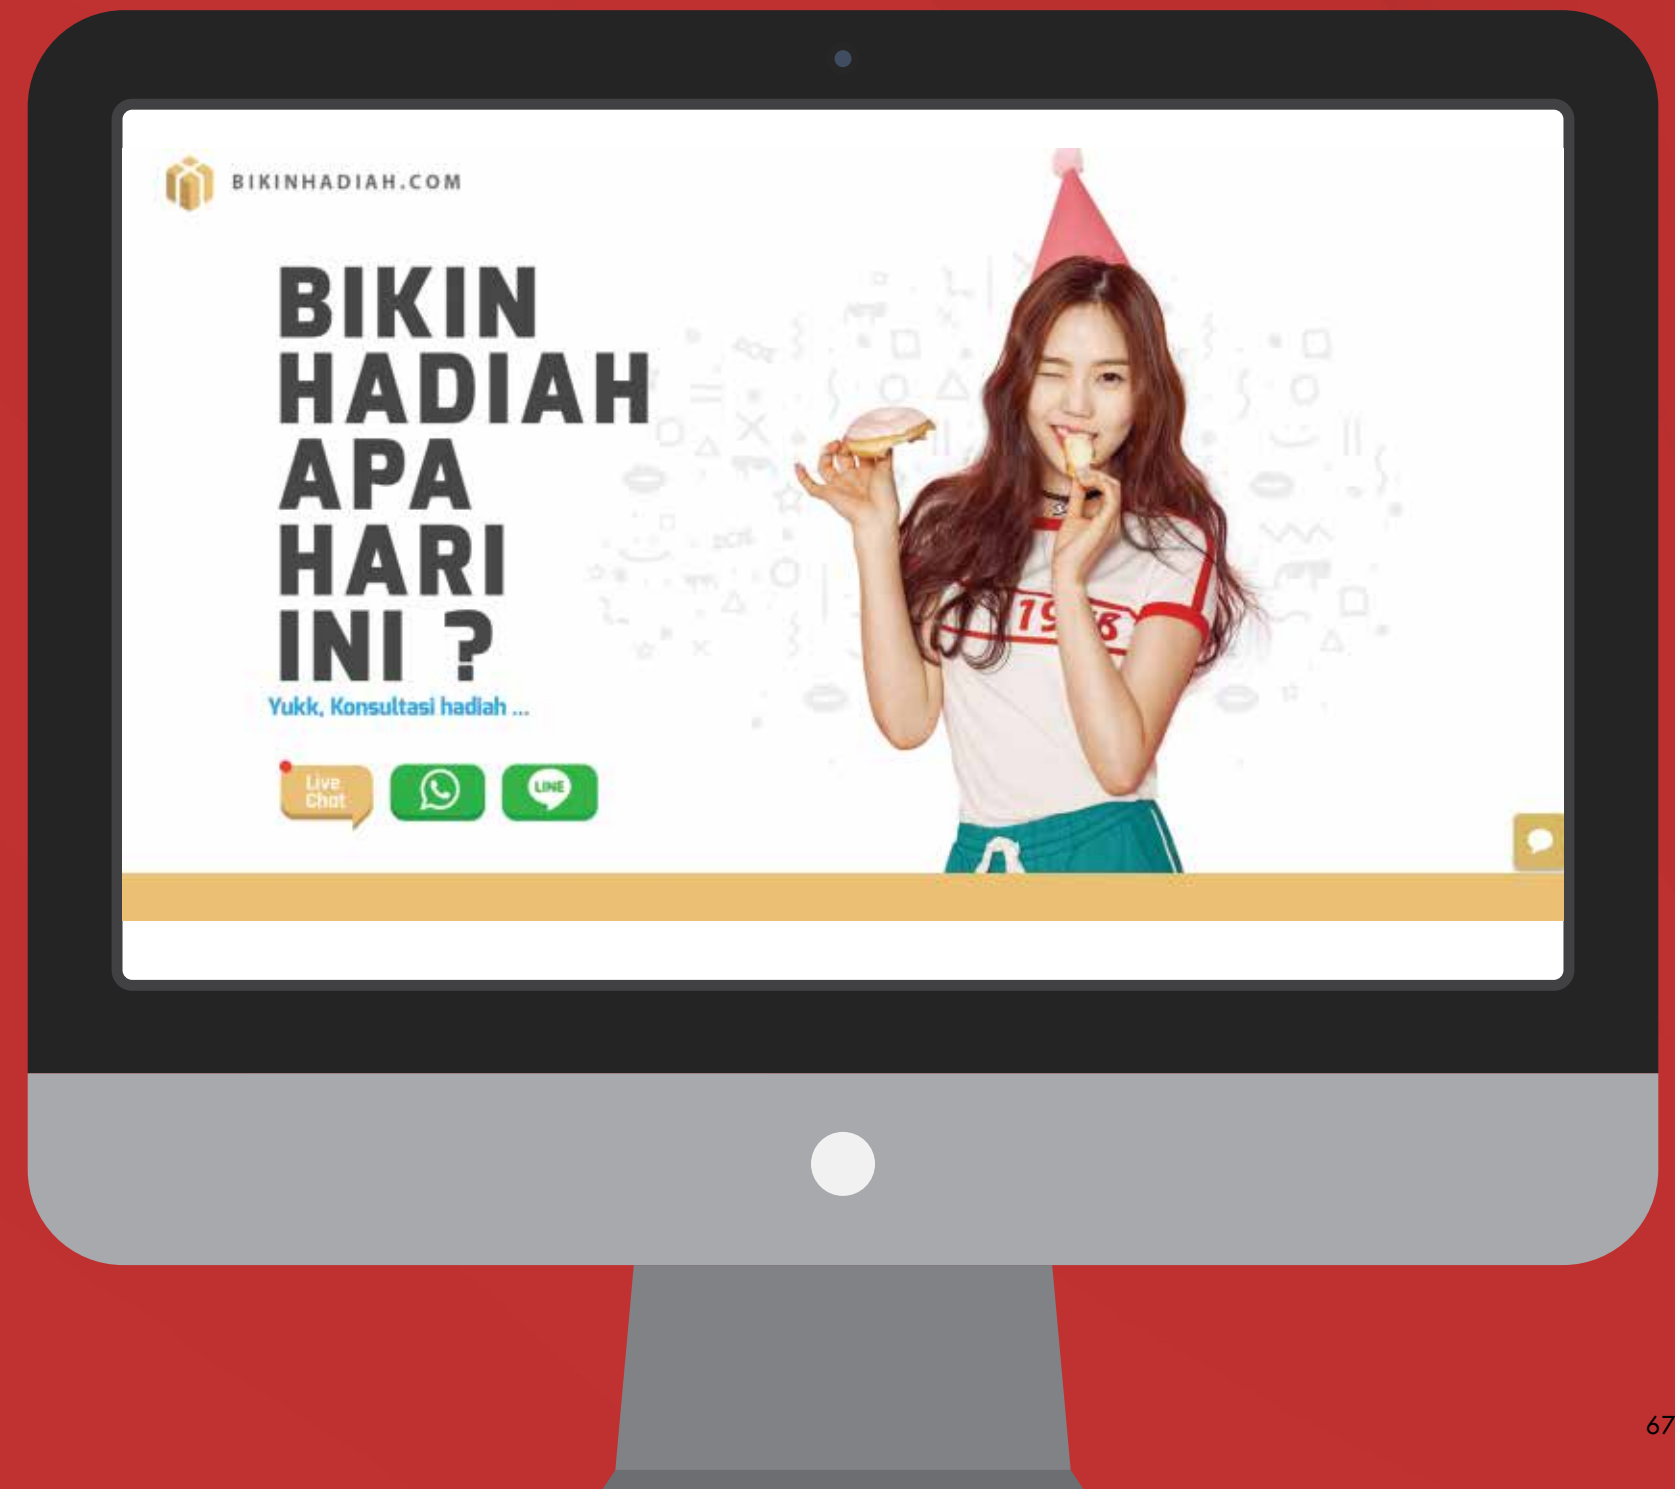 BIKINHADIAH.COM
BIKIN
HADIAH
APA
HARI
INI ?
Yukk, Konsultasi hadiah ...
Live
Chat
LINE
67